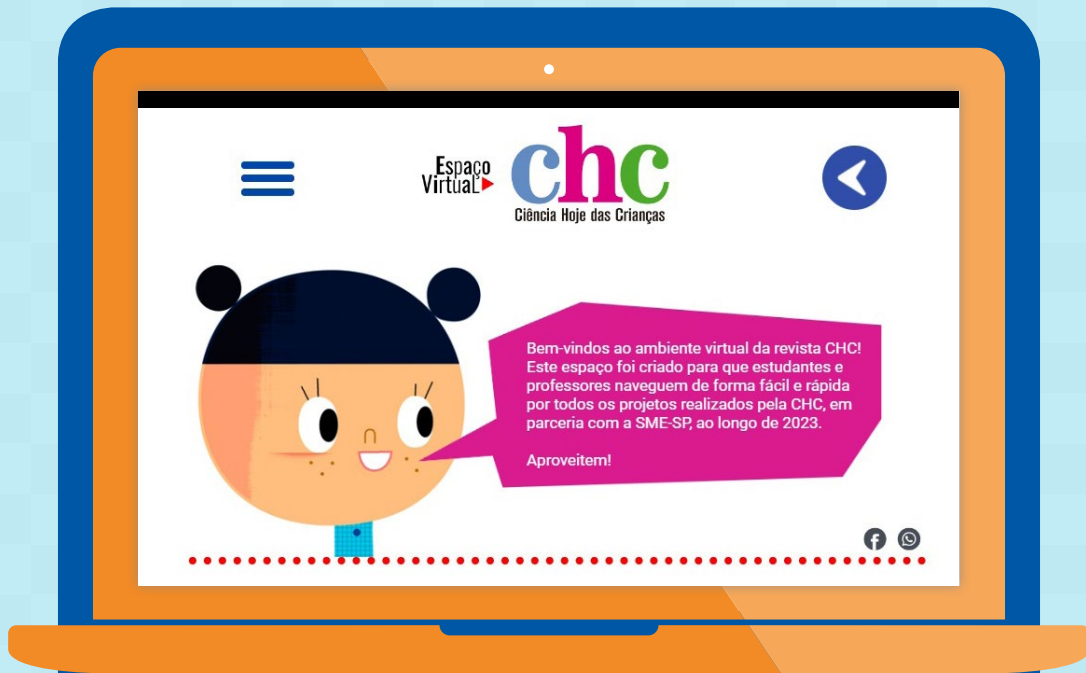 Espaço
Virtual
chc
Ciência Hoje das Crianças
Bem-vindos ao ambiente virtual da revista CHC!
Este espaço foi criado para que estudantes e
professores naveguem de forma fácil e rápida
por todos os projetos realizados pela CHC, em
parceria com a SME-SP, ao longo de 2023.
Aproveitem!